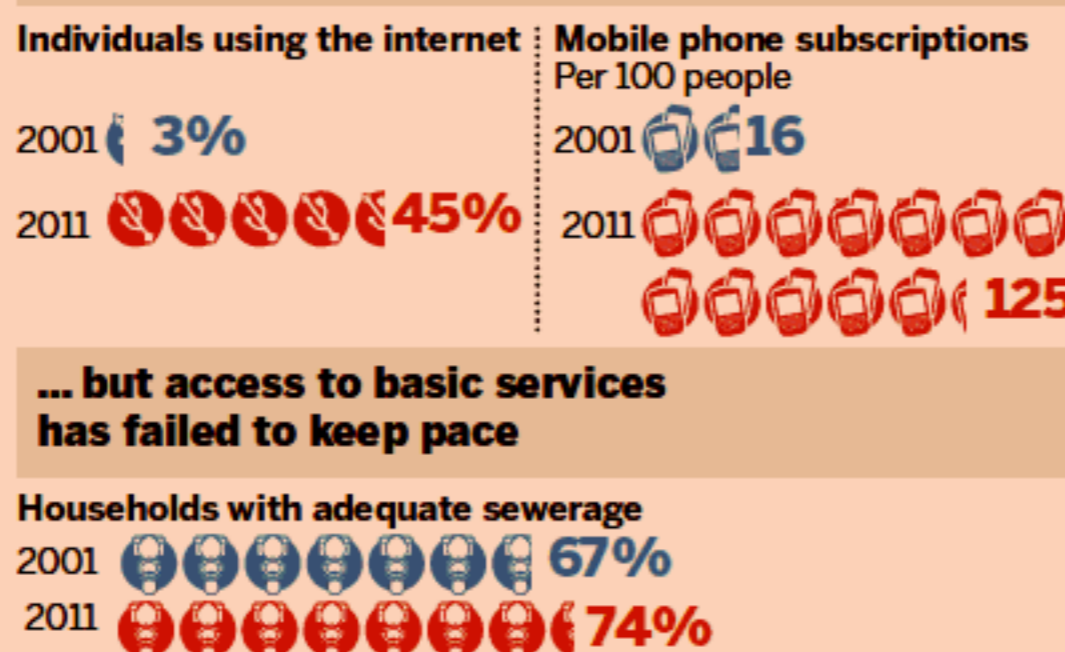 Individuals using the internet
2001 3%
2011 45%
Mobile phone subscriptions
Per 100 people
2001 16
2011
125
... but access to basic services
has failed to keep pace
Households with adequate sewerage
2001 67%
2011 74%